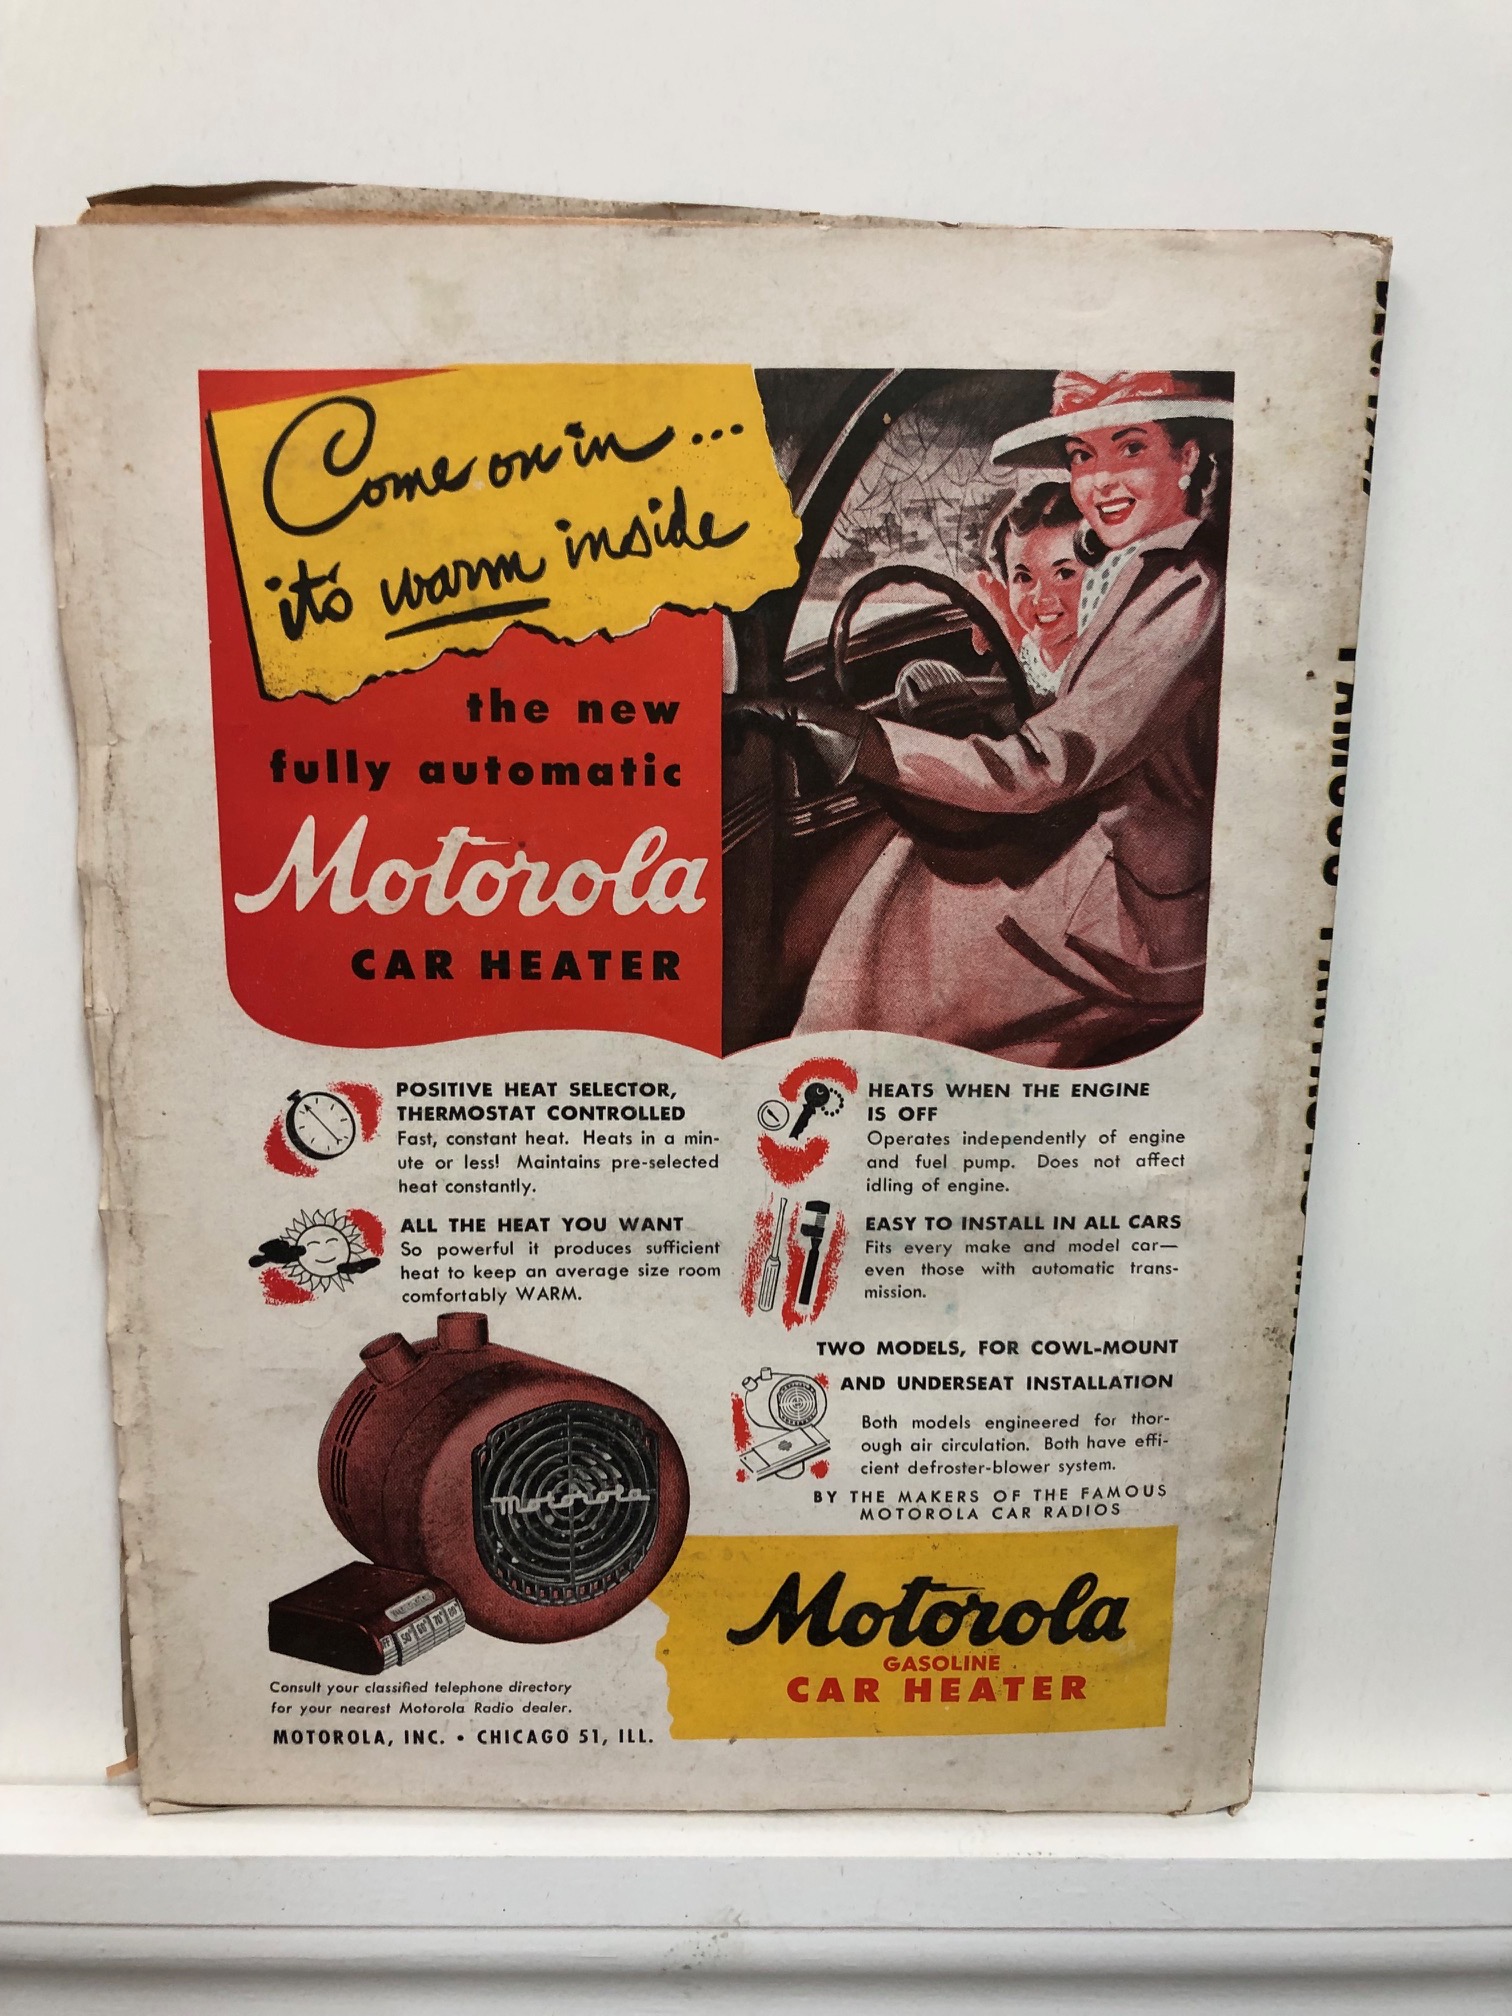 Come on in...
it's warm inside
the new
fully automatic
Motorola
CAR HEATER
POSITIVE HEAT SELECTOR,
THERMOSTAT CONTROLLED
Fast, constant heat. Heats in a min-
ute or less! Maintains pre-selected
heat constantly.
ALL THE HEAT YOU WANT
So powerful it produces sufficient
heat to keep an average size room
comfortably WARM.
HEATS WHEN THE ENGINE
IS OFF
Operates independently of engine
and fuel pump. Does not affect
idling of engine.
EASY TO INSTALL IN ALL CARS
Fits every make and model car—
even those with automatic trans-
mission.
TWO MODELS, FOR COWL-MOUNT
AND UNDERSEAT INSTALLATION
Both models engineered for thor-
ough air circulation. Both have effi-
cient defroster-blower system.
BY THE MAKERS OF THE FAMOUS
MOTOROLA CAR RADIOS
Motorola
50° 60° 70° 80°
Consult your classified telephone directory
for your nearest Motorola Radio dealer.
MOTOROLA, INC. • CHICAGO 51, ILL.
Motorola
GASOLINE
CAR HEATER